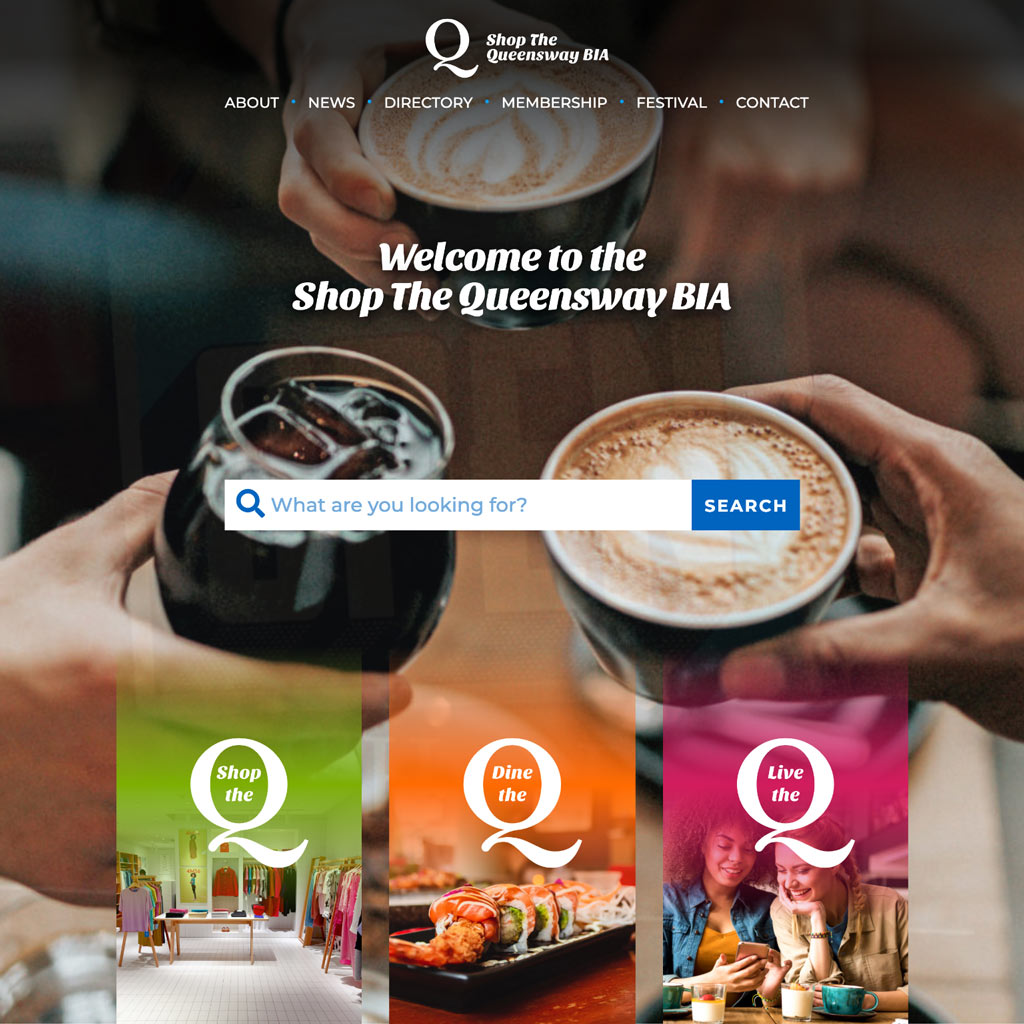 Q
Shop The
Queensway BIA
ABOUT • NEWS • DIRECTORY • MEMBERSHIP • FESTIVAL • CONTACT
Welcome to the
Shop The Queensway BIA
What are you looking for?
SEARCH
Shop
the
Q
Dine
the
Q
Live
the
Q